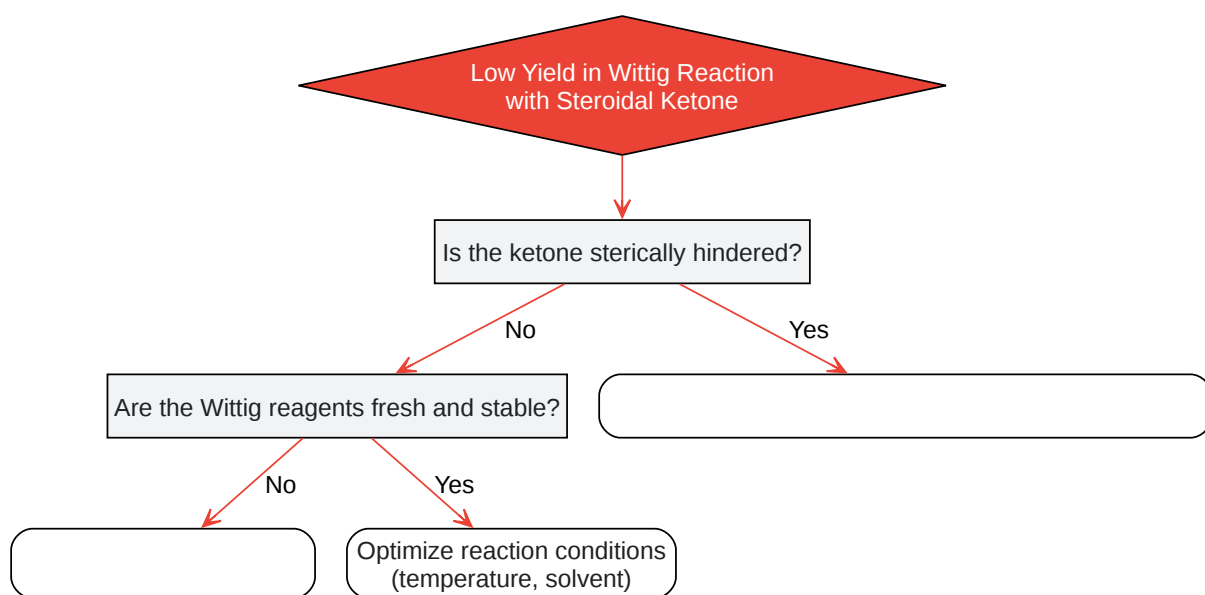 Low Yield in Wittig Reaction
with Steroidal Ketone
Is the ketone sterically hindered?
No
Yes
Are the Wittig reagents fresh and stable?
No
Yes
Optimize reaction conditions
(temperature, solvent)